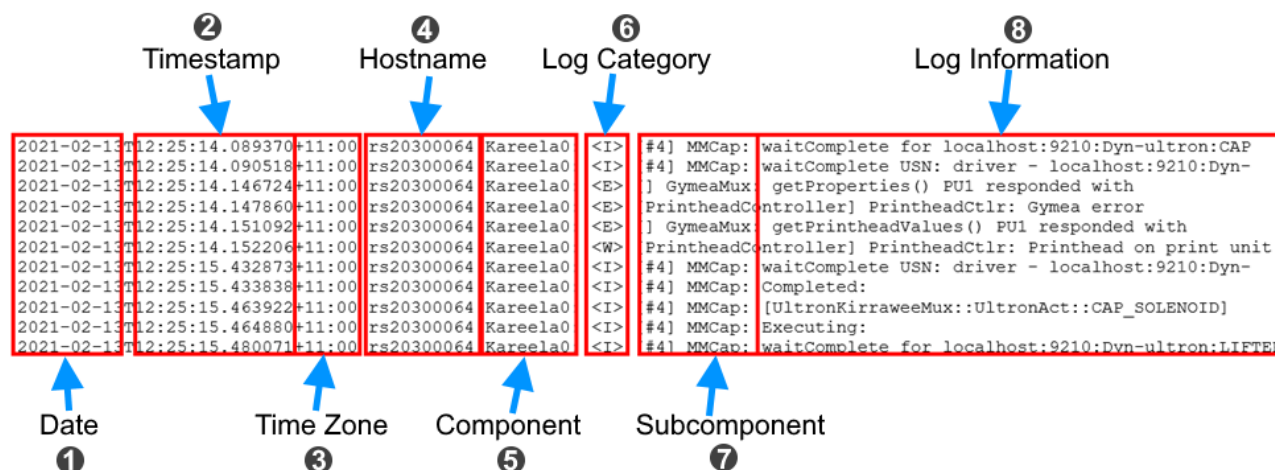 ❷ ❹ ❻ ❽
Timestamp Hostname Log Category Log Information
2021-02-13T12:25:14.089370+11:00 rs20300064 Kareela0 <I> [#4] MMCap: waitComplete for localhost:9210:Dyn-ultron:CAP
2021-02-13T12:25:14.090518+11:00 rs20300064 Kareela0 <I> [#4] MMCap: waitComplete USN: driver - localhost:9210:Dyn-
2021-02-13T12:25:14.146724+11:00 rs20300064 Kareela0 <E> ] GymeaMux: getProperties() PU1 responded with
2021-02-13T12:25:14.147860+11:00 rs20300064 Kareela0 <E> PrintheadController] PrintheadCtlr: Gymea error
2021-02-13T12:25:14.151092+11:00 rs20300064 Kareela0 <E> ] GymeaMux: getPrintheadValues() PU1 responded with
2021-02-13T12:25:14.152206+11:00 rs20300064 Kareela0 <W> PrintheadController] PrintheadCtlr: Printhead on print unit
2021-02-13T12:25:15.432873+11:00 rs20300064 Kareela0 <I> [#4] MMCap: waitComplete USN: driver - localhost:9210:Dyn-
2021-02-13T12:25:15.433838+11:00 rs20300064 Kareela0 <I> [#4] MMCap: Completed:
2021-02-13T12:25:15.463922+11:00 rs20300064 Kareela0 <I> [#4] MMCap: [UltronKirraweeMux::UltronAct::CAP_SOLENOID]
2021-02-13T12:25:15.464880+11:00 rs20300064 Kareela0 <I> [#4] MMCap: Executing:
2021-02-13T12:25:15.480071+11:00 rs20300064 Kareela0 <I> [#4] MMCap: waitComplete for localhost:9210:Dyn-ultron:LIFTE
Date Time Zone Component Subcomponent
❶ ❸ ❺ ❼